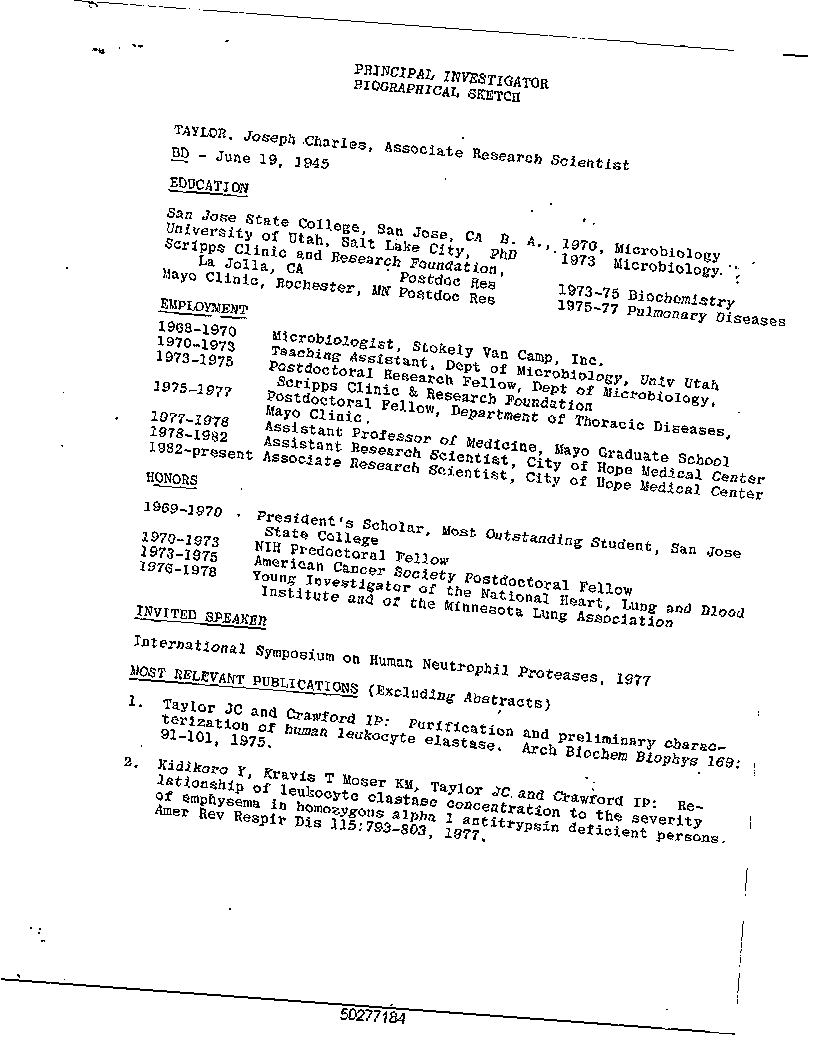 PRINCIPAL INVESTIGATOR
BIOGRAPHICAL SKETCH
TAYLOR, Joseph Charles, Associate Research Scientist
BD - June 19, 1945
EDUCATION
San Jose State College, San Jose, CA B. A., 1970, Microbiology
University of Utah, Salt Lake City, PhD 1973 Microbiology.
Scripps Clinic and Research Foundation,
La Jolla, CA Postdoc Res 1973-75 Biochemistry
Mayo Clinic, Rochester, MN Postdoc Res 1975-77 Pulmonary Diseases
EMPLOYMENT
1968-1970 Microbiologist, Stokely Van Camp, Inc.
1970-1973 Teaching Assistant, Dept of Microbiology, Univ Utah
1973-1975 Postdoctoral Research Fellow, Dept of Microbiology,
Scripps Clinic & Research Foundation
1975-1977 Postdoctoral Fellow, Department of Thoracic Diseases,
Mayo Clinic.
1977-1978 Assistant Professor of Medicine, Mayo Graduate School
1978-1982 Assistant Research Scientist, City of Hope Medical Center
1982-present Associate Research Scientist, City of Hope Medical Center
HONORS
1969-1970 President's Scholar, Most Outstanding Student, San Jose
State College
1970-1973 NIH Predoctoral Fellow
1973-1975 American Cancer Society Postdoctoral Fellow
1976-1978 Young Investigator of the National Heart, Lung and Blood
Institute and of the Minnesota Lung Association
INVITED SPEAKER
International Symposium on Human Neutrophil Proteases, 1977
MOST RELEVANT PUBLICATIONS (Excluding Abstracts)
1. Taylor JC and Crawford IP: Purification and preliminary charac-
terization of human leukocyte elastase. Arch Biochem Biophys 169:
91-101, 1975.
2. Kidikoro Y, Kravis T Moser KM, Taylor JC and Crawford IP: Re-
lationship of leukocyte elastase concentration to the severity
of emphysema in homozygons alpha 1 antitrypsin deficient persons.
Amer Rev Respir Dis 115:793-803, 1977.
50277184